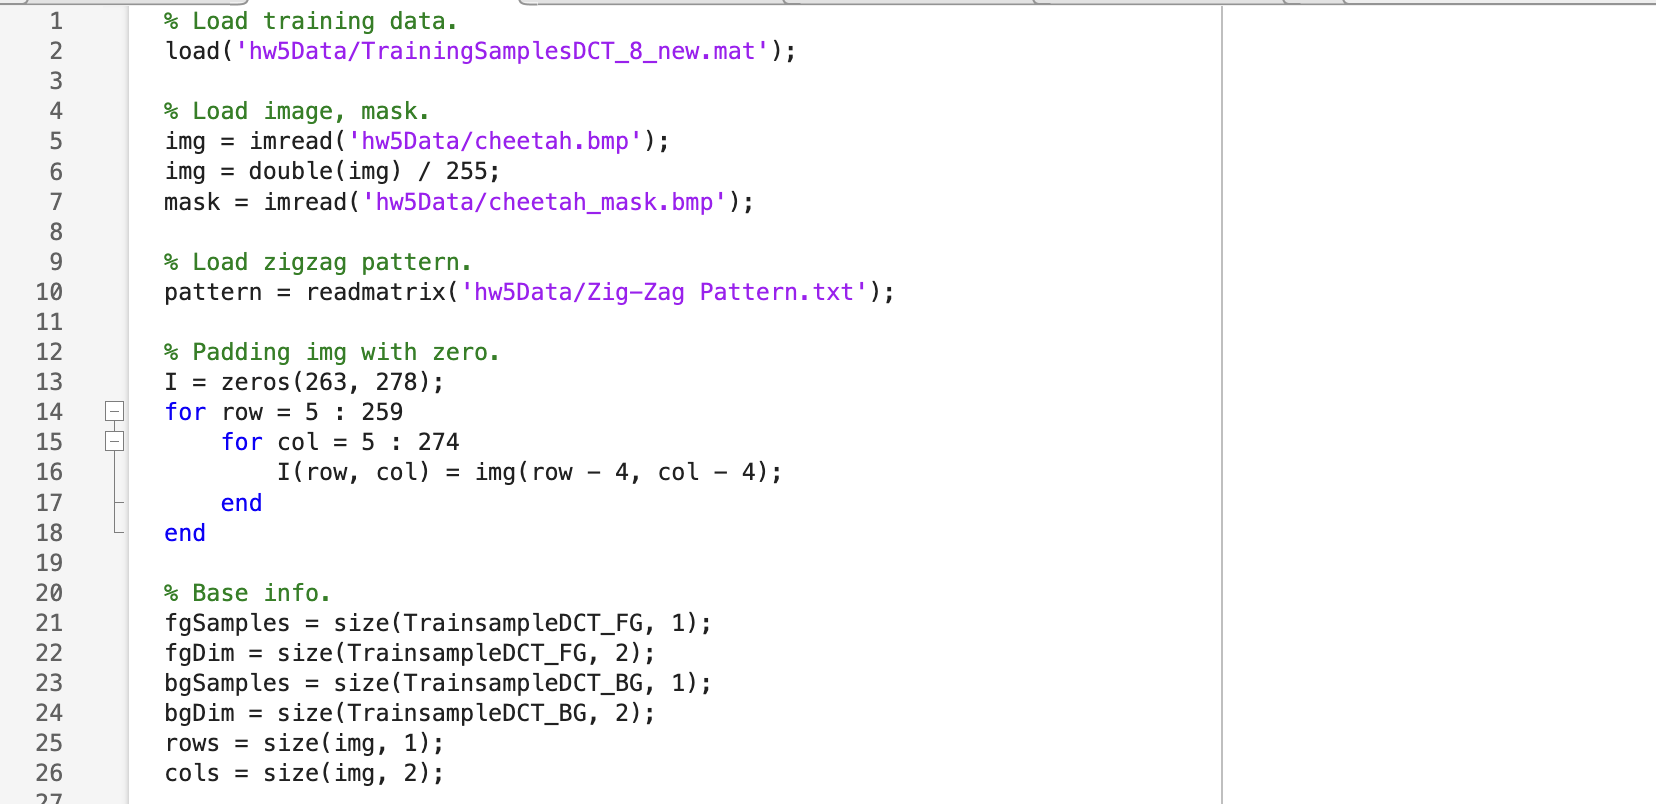 1 % Load training data.
2 load('hw5Data/TrainingSamplesDCT_8_new.mat');
3
4 % Load image, mask.
5 img = imread('hw5Data/cheetah.bmp');
6 img = double(img) / 255;
7 mask = imread('hw5Data/cheetah_mask.bmp');
8
9 % Load zigzag pattern.
10 pattern = readmatrix('hw5Data/Zig-Zag Pattern.txt');
11
12 % Padding img with zero.
13 I = zeros(263, 278);
14 for row = 5 : 259
15     for col = 5 : 274
16         I(row, col) = img(row - 4, col - 4);
17     end
18 end
19
20 % Base info.
21 fgSamples = size(TrainsampleDCT_FG, 1);
22 fgDim = size(TrainsampleDCT_FG, 2);
23 bgSamples = size(TrainsampleDCT_BG, 1);
24 bgDim = size(TrainsampleDCT_BG, 2);
25 rows = size(img, 1);
26 cols = size(img, 2);
27